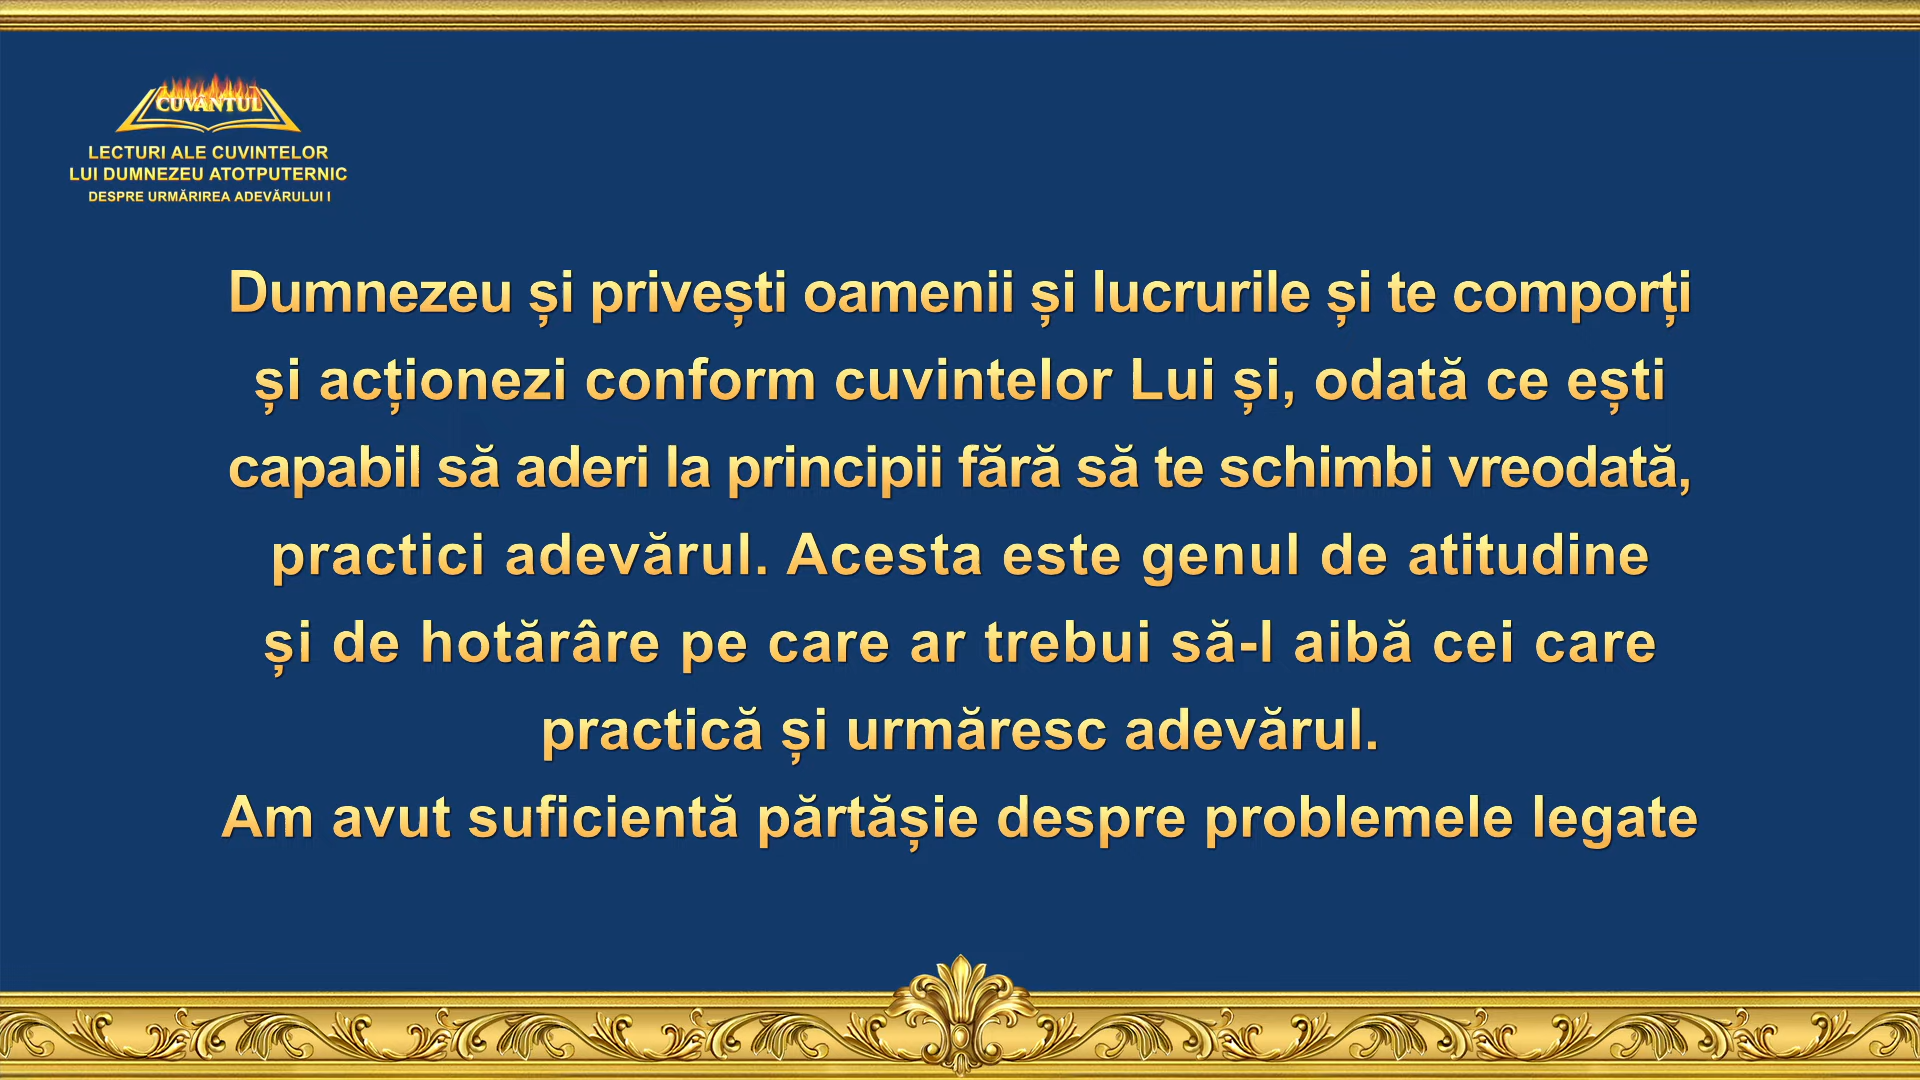 CUVÂNTUL
LECTURI ALE CUVINTELOR
LUI DUMNEZEU ATOTPUTERNIC
DESPRE URMĂRIREA ADEVĂRULUI I
Dumnezeu și privești oamenii și lucrurile și te comporți
și acționezi conform cuvintelor Lui și, odată ce ești
capabil să aderi la principii fără să te schimbi vreodată,
practici adevărul. Acesta este genul de atitudine
și de hotărâre pe care ar trebui să-l aibă cei care
practică și urmăresc adevărul.
Am avut suficientă părtășie despre problemele legate